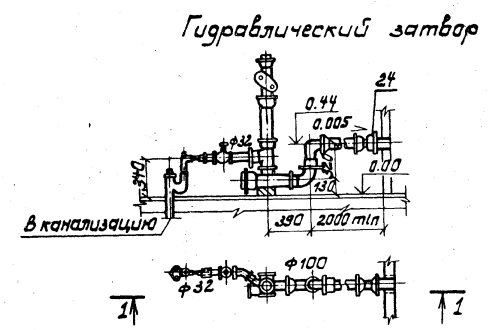 Гидравлический затвор
24
0.44
ф32
0.005
0.00
340
320
130
В канализацию
390
2000 min
ф100
ф32
1
1